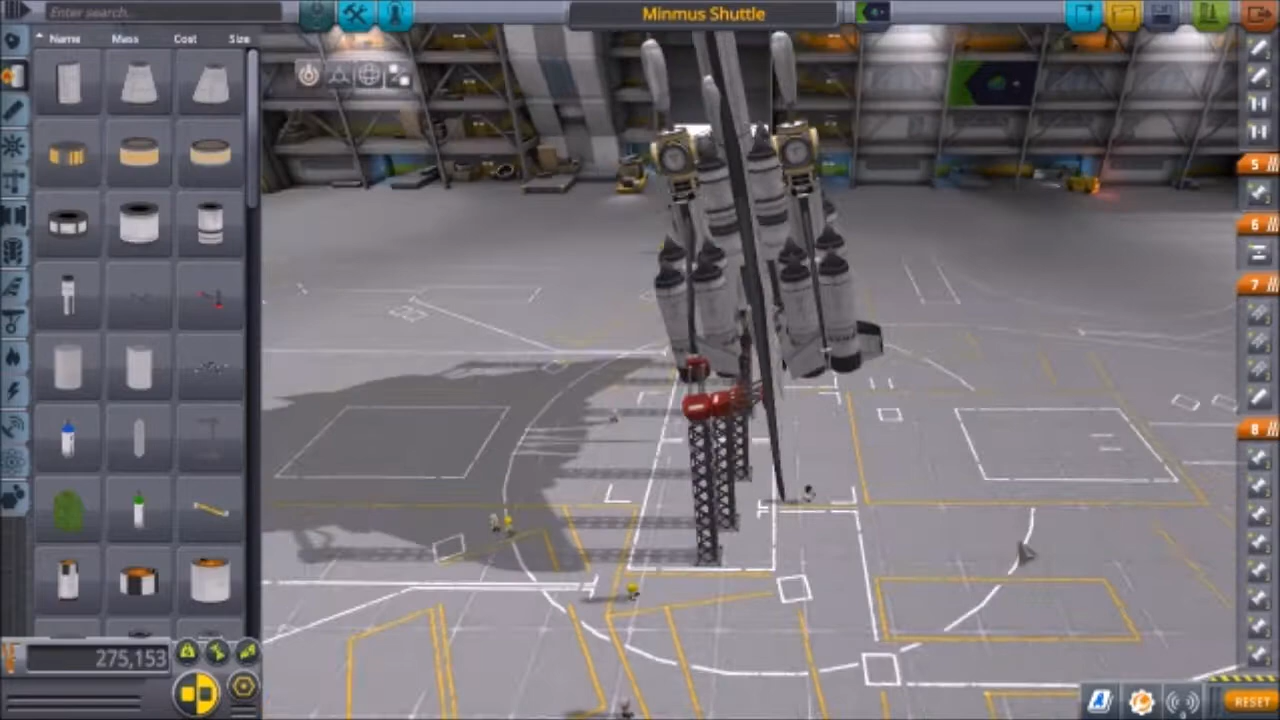 Enter search...
Minmus Shuttle
Name Mass Cost Size
5
6
7
8
275,153
RESET